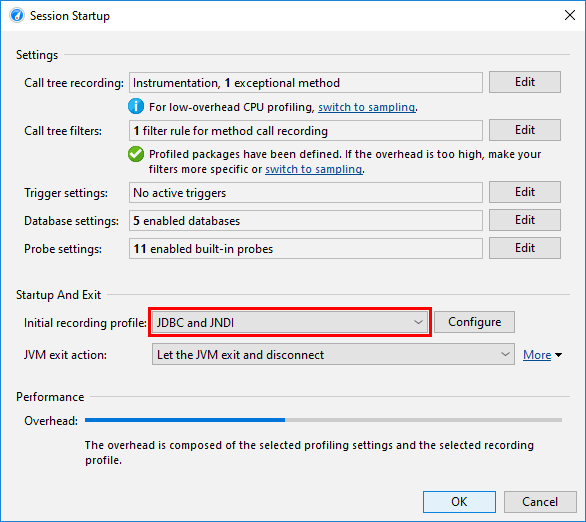 Session Startup
Settings
Call tree recording: Instrumentation, 1 exceptional method Edit
For low-overhead CPU profiling, switch to sampling.
Call tree filters: 1 filter rule for method call recording Edit
Profiled packages have been defined. If the overhead is too high, make your
filters more specific or switch to sampling.
Trigger settings: No active triggers Edit
Database settings: 5 enabled databases Edit
Probe settings: 11 enabled built-in probes Edit
Startup And Exit
Initial recording profile: JDBC and JNDI Configure
JVM exit action: Let the JVM exit and disconnect More
Performance
Overhead:
The overhead is composed of the selected profiling settings and the selected recording
profile.
OK Cancel